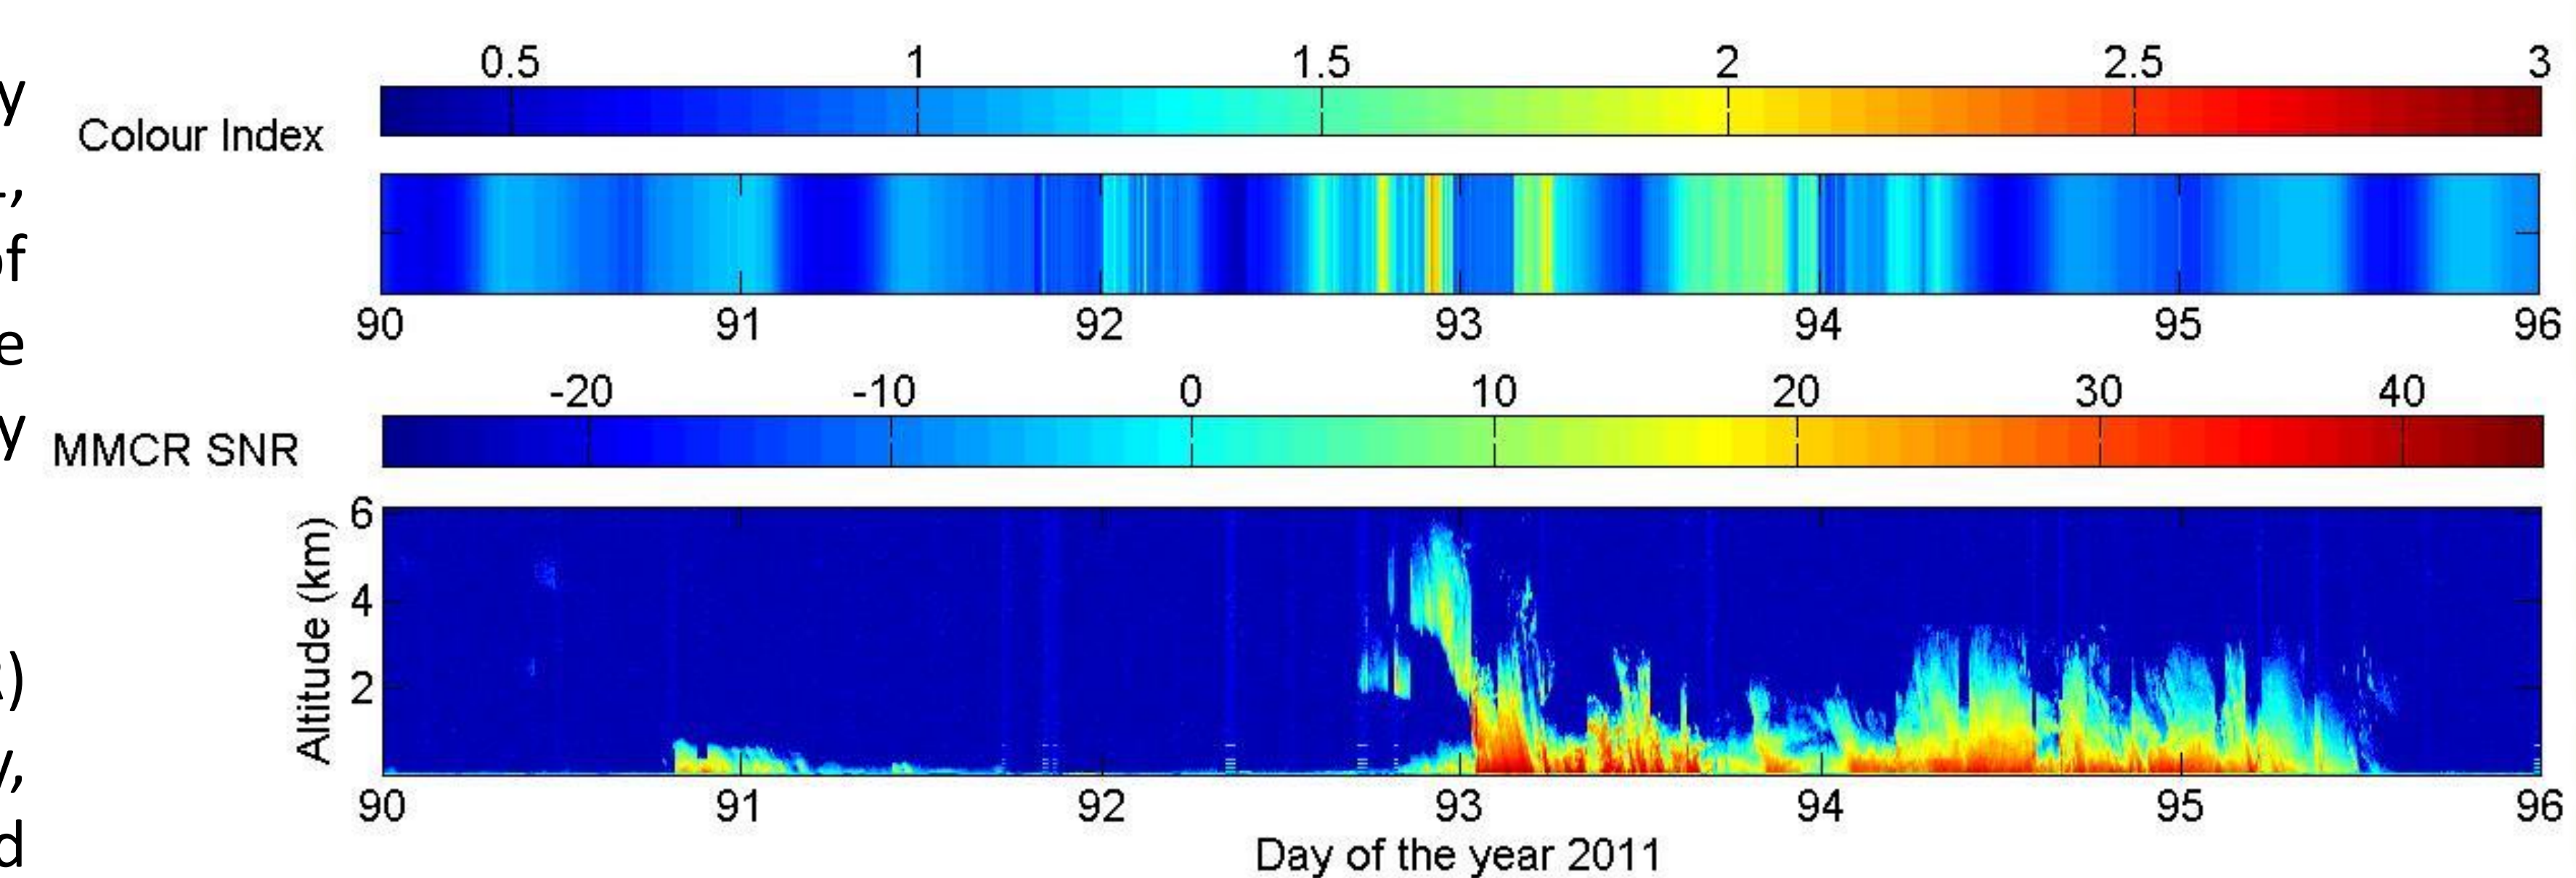 y
0.5 1 1.5 2 2.5 3
Colour Index
,
of
90 91 92 93 94 95 96
e
-20 -10 0 10 20 30 40
y
MMCR SNR
6
4
2
Altitude (km)
)
y,
90 91 92 93 94 95 96
d
Day of the year 2011